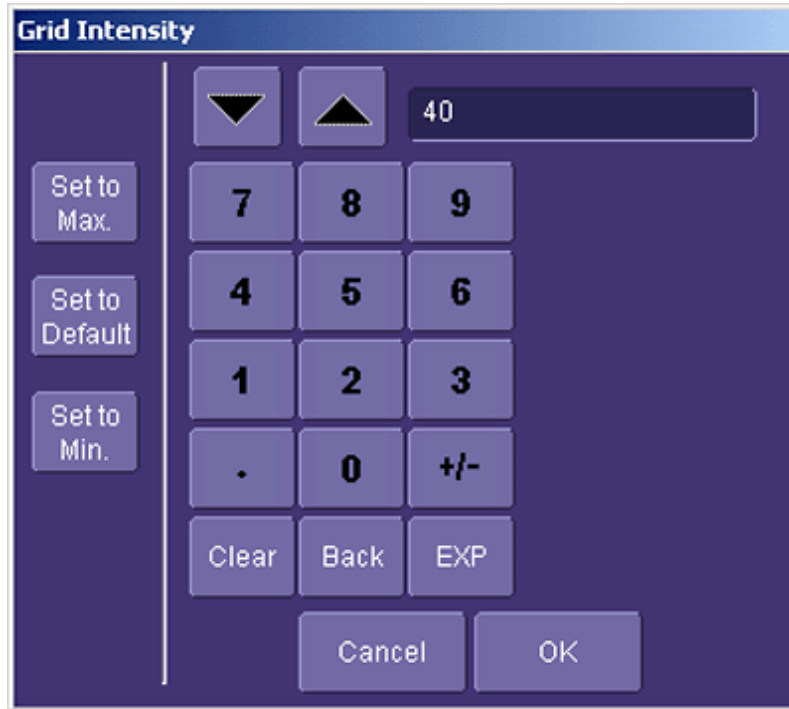 Grid Intensity
40
Set to
Max.
7 8 9
Set to
Default
4 5 6
1 2 3
Set to
Min.
. 0 +/-
Clear Back EXP
Cancel OK